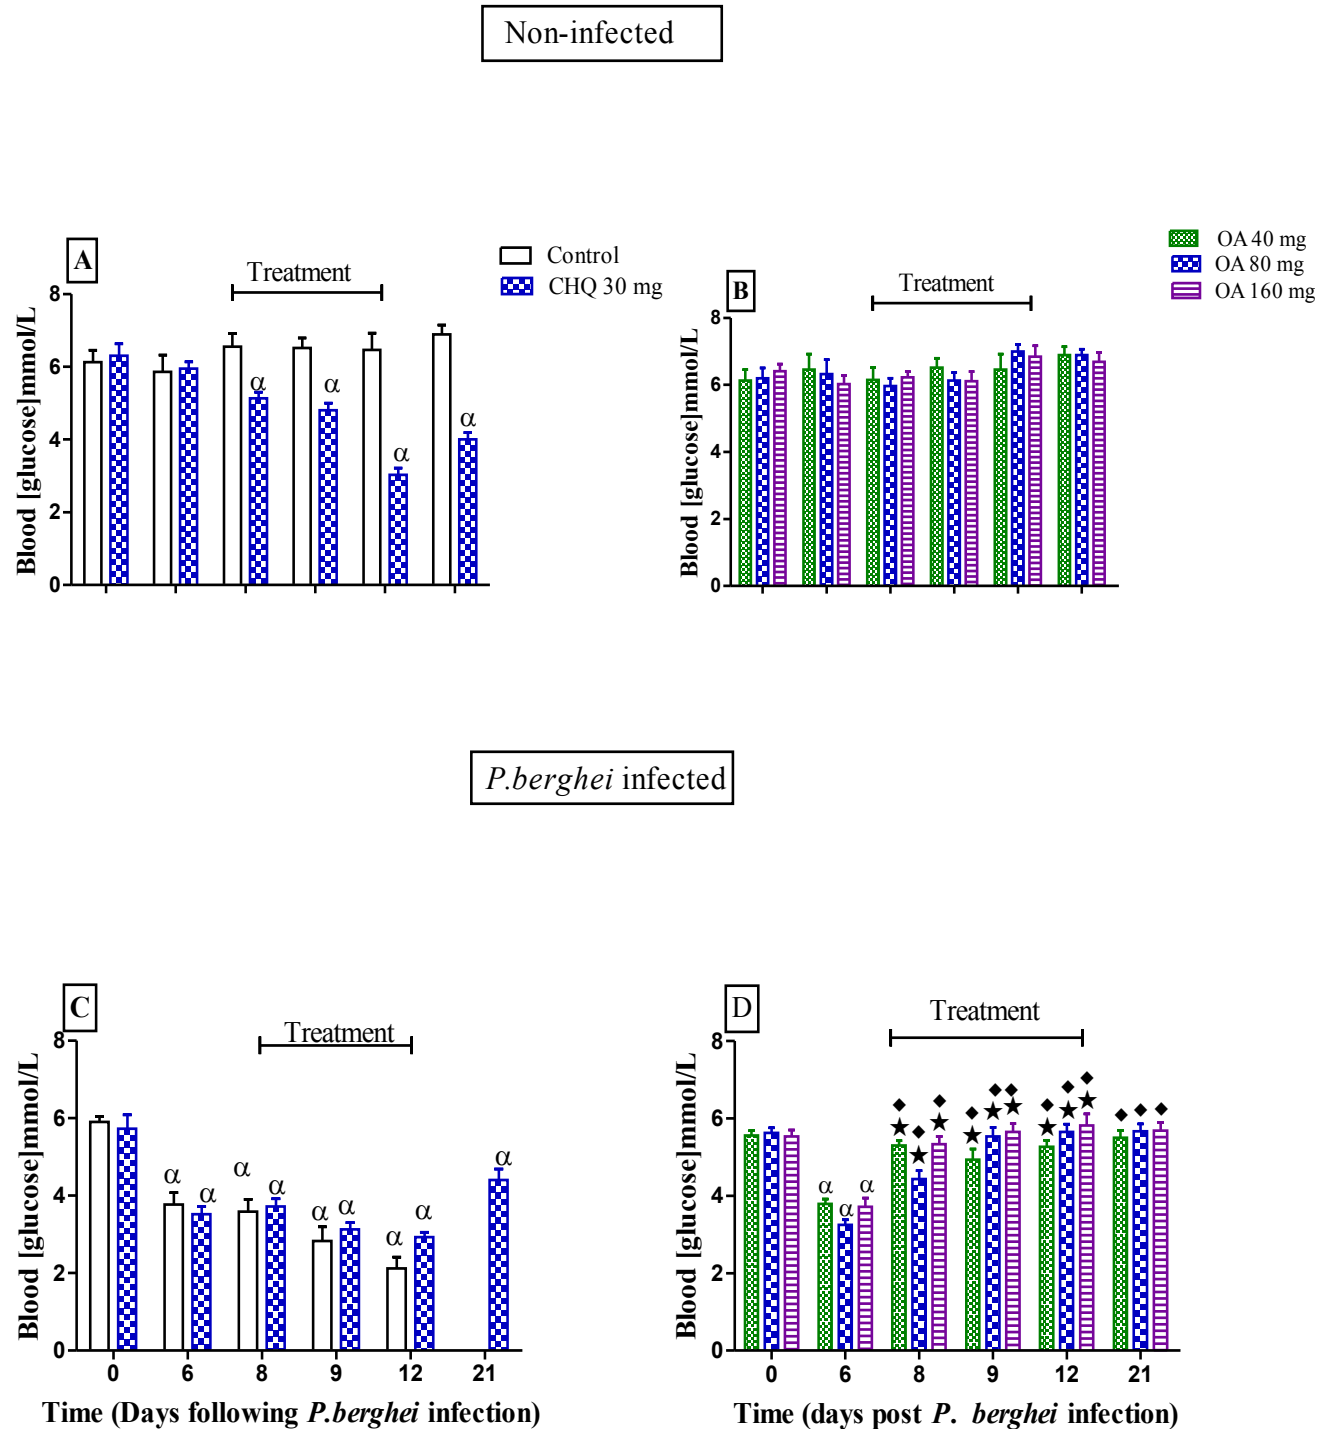 Non-infected
A
Treatment
Control
CHQ 30 mg
Blood [glucose]mmol/L
8
6
4
2
0
α α α α
B
Treatment
OA 40 mg
OA 80 mg
OA 160 mg
Blood [glucose]mmol/L
8
6
4
2
0
P.berghei infected
C
Treatment
Blood [glucose]mmol/L
8
6
4
2
0
α α α α α α α α α
0 6 8 9 12 21
Time (Days following P.berghei infection)
D
Treatment
Blood [glucose]mmol/L
8
6
4
2
0
α α α
0 6 8 9 12 21
Time (days post P. berghei infection)